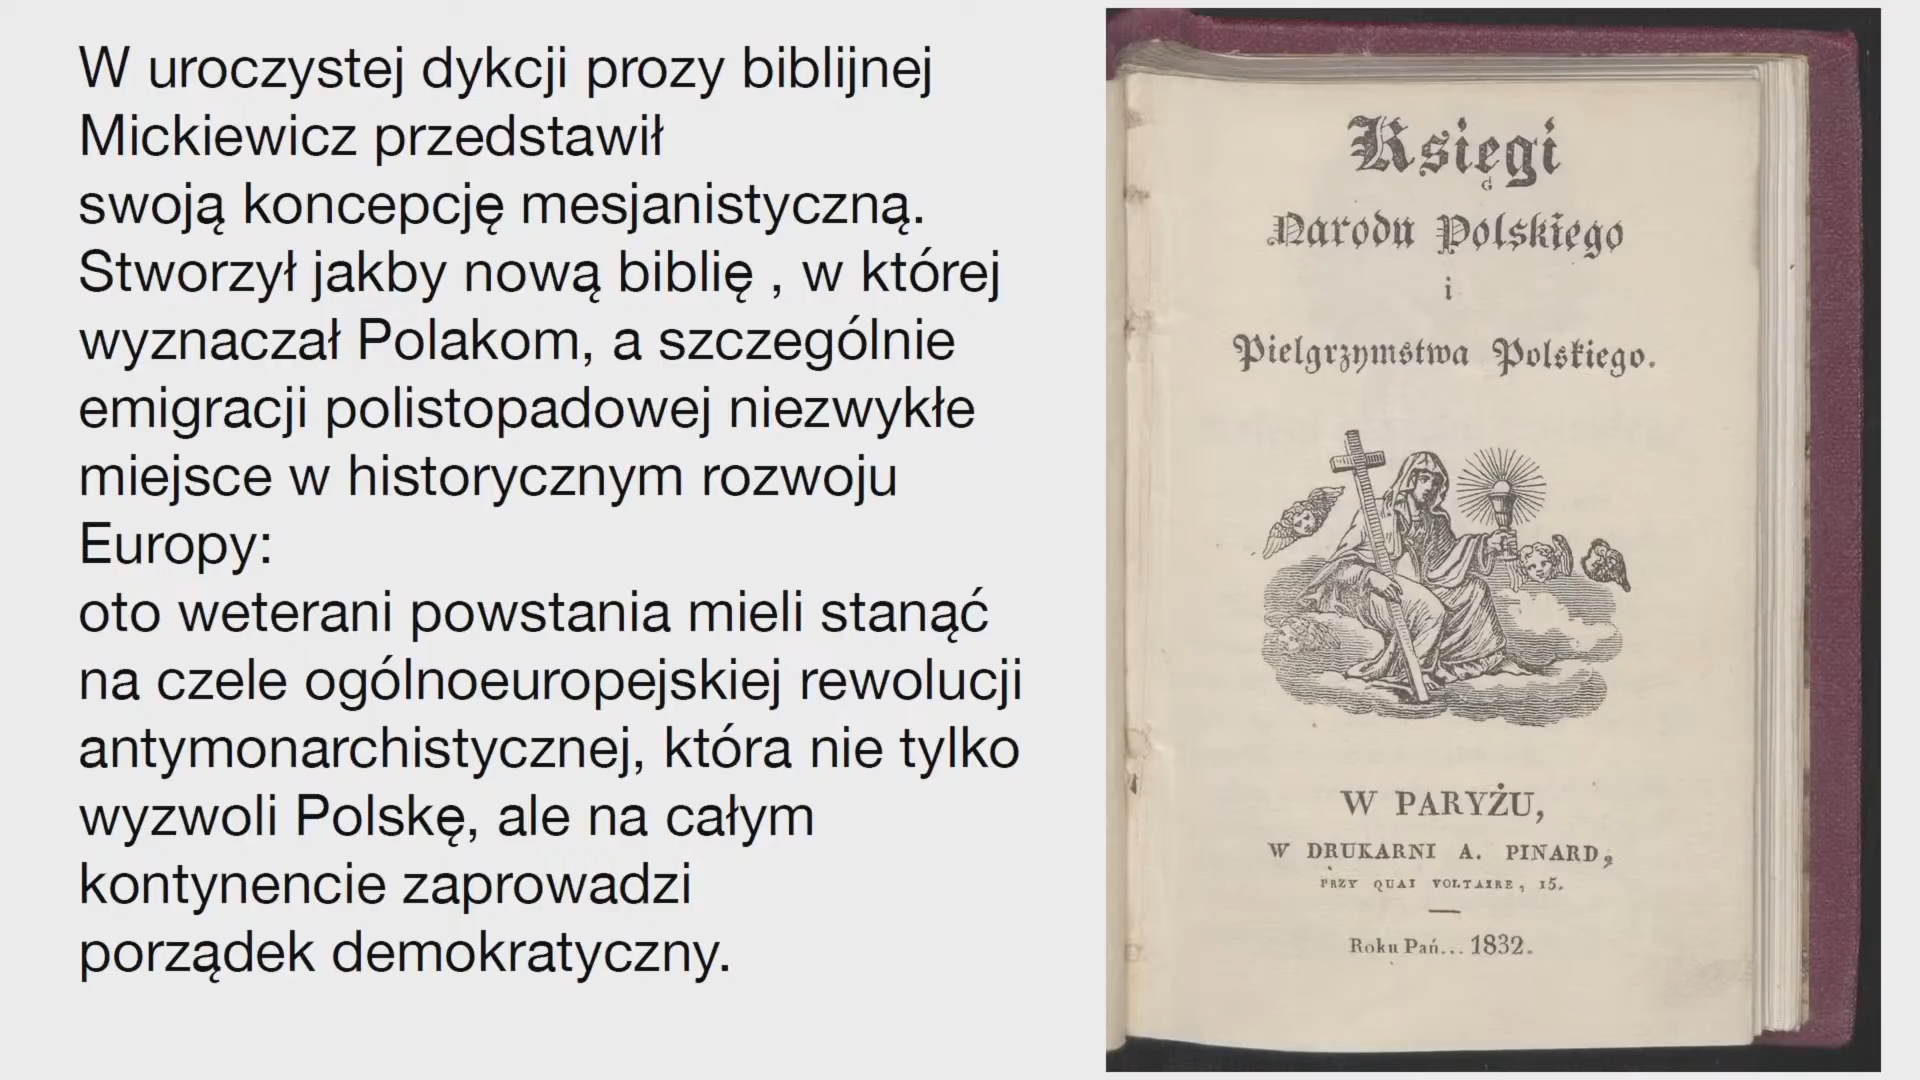 W uroczystej dykcji prozy biblijnej
Mickiewicz przedstawił
swoją koncepcję mesjanistyczną.
Stworzył jakby nową biblię , w której
wyznaczał Polakom, a szczególnie
emigracji polistopadowej niezwykłe
miejsce w historycznym rozwoju
Europy:
oto weterani powstania mieli stanąć
na czele ogólnoeuropejskiej rewolucji
antymonarchistycznej, która nie tylko
wyzwoli Polskę, ale na całym
kontynencie zaprowadzi
porządek demokratyczny.
Księgi
Narodu Polskiego
i
Pielgrzymstwa Polskiego.
W PARYŻU,
W DRUKARNI A. PINARD,
PRZY QUAI VOLTAIRE, 15.
Roku Pań... 1832.